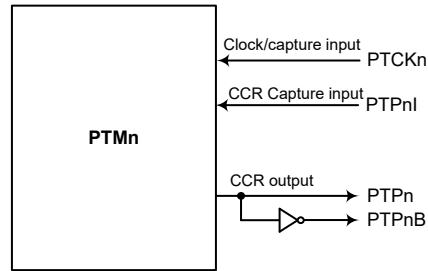 Clock/capture input
PTCKn
CCR Capture input
PTPnI
PTMn
CCR output
PTPn
PTPnB